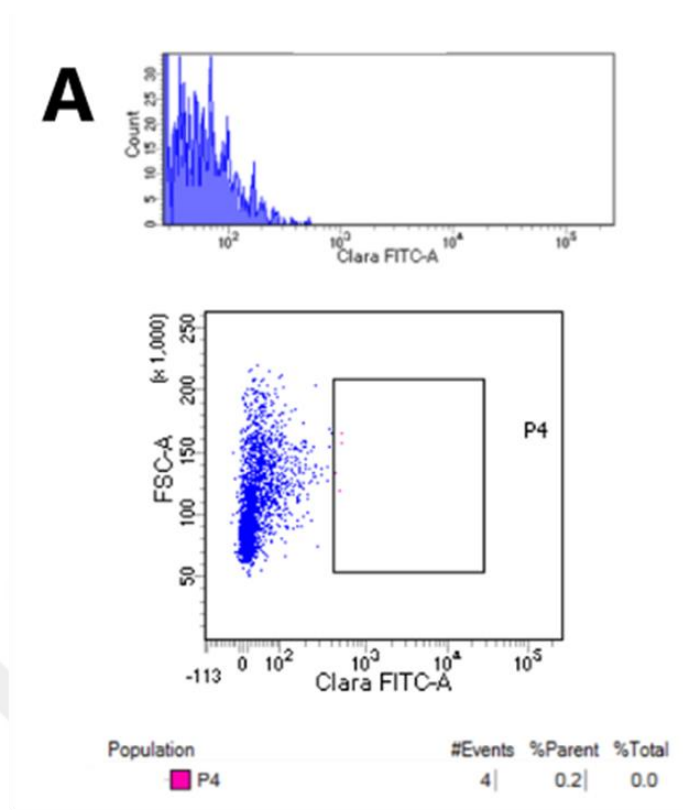 A
Count
30
25
20
15
10
5
0
10² 10³ 10⁴ 10⁵
Clara FITC-A
(x 1,000)
FSC-A
250
200
150
100
50
P4
-113 0 10² 10³ 10⁴ 10⁵
Clara FITC-A
Population #Events %Parent %Total
P4 4 0.2 0.0